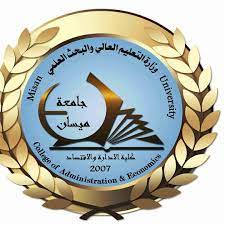 وزارة التعليم العالي والبحث العلمي
Misan
University
جامعة
ميسان
كلية الادارة والاقتصاد
2007
College of Administration & Economics